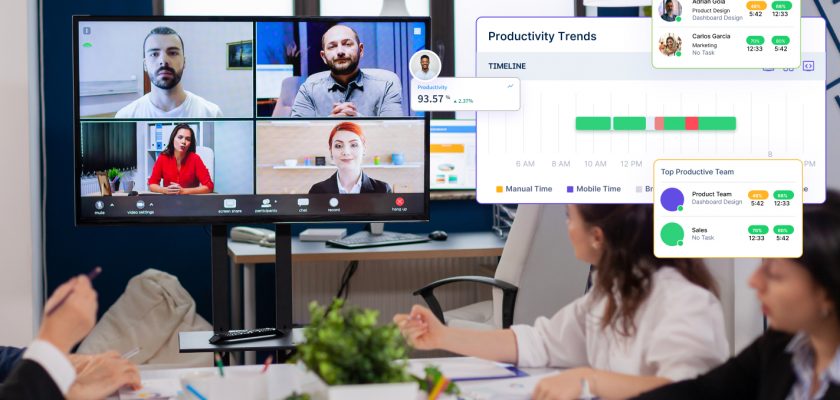 Adrian Gola
Product Design
Dashboard Design
5:42 12:33
Carlos Garcia
Marketing
No Task
12:33 5:42
Productivity Trends
TIMELINE
Productivity
93.57 %
▲ 2.37%
6 AM 8 AM 10 AM 12 PM 8 PM
Manual Time Mobile Time
Top Productive Team
Product Team
Dashboard Design
5:42 12:33
Sales
No Task
12:33 5:42
mute video settings screen share participants chat record hang up